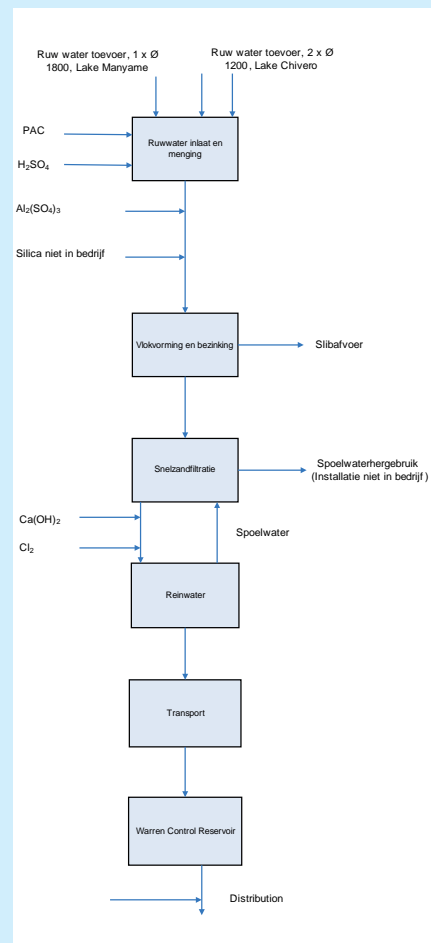 Ruw water toevoer, 1 x Ø
1800, Lake Manyame
Ruw water toevoer, 2 x Ø
1200, Lake Chivero
PAC
Ruwwater inlaat en
menging
H₂SO₄
Al₂(SO₄)₃
Silica niet in bedrijf
Vlokvorming en bezinking
Slibafvoer
Snelzandfiltratie
Spoelwaterhergebruik
(Installatie niet in bedrijf)
Ca(OH)₂
Spoelwater
Cl₂
Reinwater
Transport
Warren Control Reservoir
Distribution